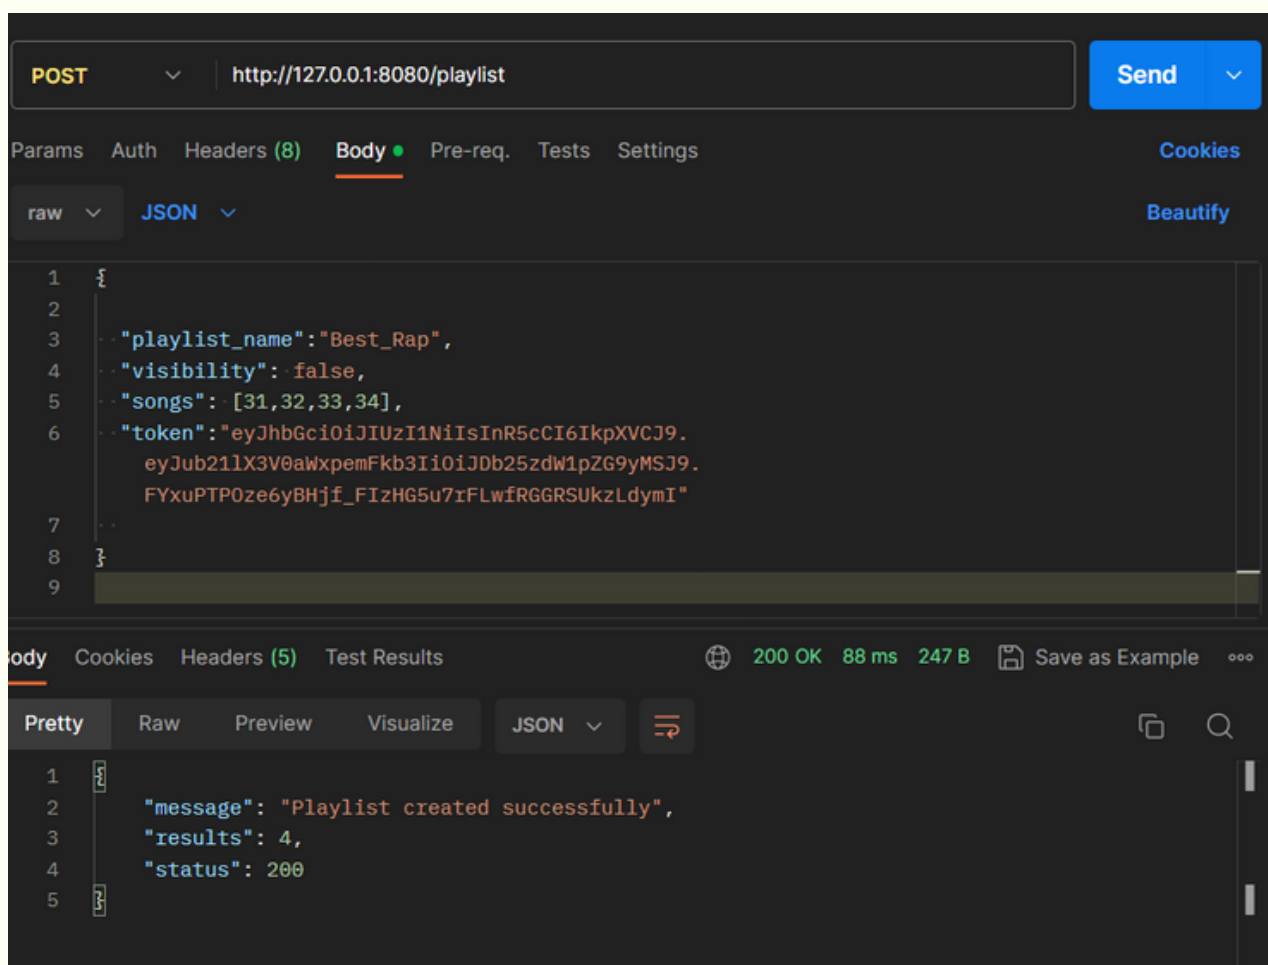 POST http://127.0.0.1:8080/playlist Send
Params Auth Headers (8) Body Pre-req. Tests Settings Cookies
raw JSON Beautify
1 {
2
3 "playlist_name":"Best_Rap",
4 "visibility": false,
5 "songs": [31,32,33,34],
6 "token":"eyJhbGciOiJIUzI1NiIsInR5cCI6IkpXVCJ9.
eyJub21lX3V0aWxpemFkb3IiOiJDb25zdW1pZG9yMSJ9.
FYxuPTPOze6yBHjf_FIzHG5u7rFLwfRGGRSUkzLdymI"
7
8 }
9
ody Cookies Headers (5) Test Results 200 OK 88 ms 247 B Save as Example
Pretty Raw Preview Visualize JSON
1 {
2 "message": "Playlist created successfully",
3 "results": 4,
4 "status": 200
5 }